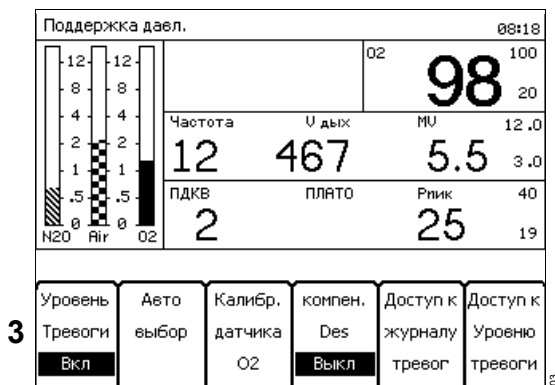 Поддержка давл. 08:18
12 12
8 8
4 4
2 2
1 1
.5 .5
0 0
N2O Air O2
O2 98 100
20
Частота V дых MV 12.0
12 467 5.5 3.0
ПДКВ ПЛАТО Pпик 40
2 25 19
3
Уровень Тревоги Вкл
Авто выбор
Калибр. датчика O2
компен. Des Выкл
Доступ к журналу тревог
Доступ к Уровню тревоги